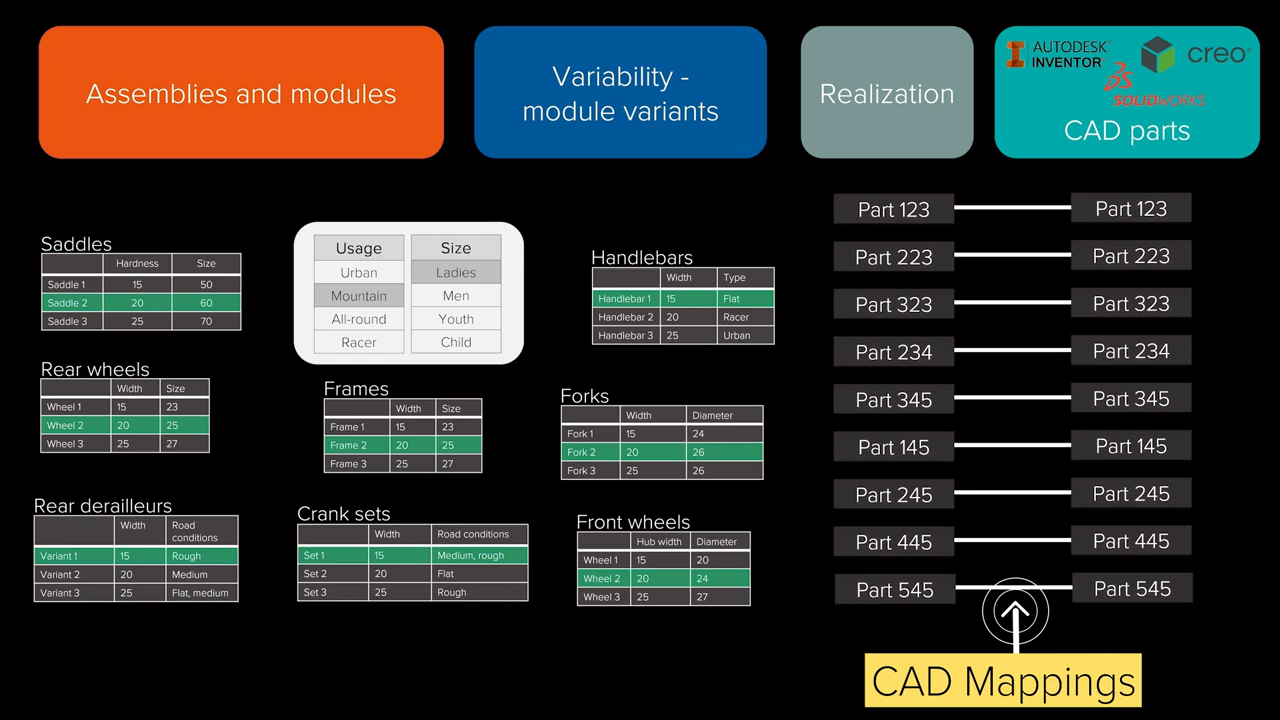 Assemblies and modules
Variability -
module variants
Realization
AUTODESK
INVENTOR
creo®
SOLIDWORKS
CAD parts
Saddles
Hardness Size
Saddle 1 15 50
Saddle 2 20 60
Saddle 3 25 70
Usage Size
Urban Ladies
Mountain Men
All-round Youth
Racer Child
Handlebars
Width Type
Handlebar 1 15 Flat
Handlebar 2 20 Racer
Handlebar 3 25 Urban
Rear wheels
Width Size
Wheel 1 15 23
Wheel 2 20 25
Wheel 3 25 27
Frames
Width Size
Frame 1 15 23
Frame 2 20 25
Frame 3 25 27
Forks
Width Diameter
Fork 1 15 24
Fork 2 20 26
Fork 3 25 26
Rear derailleurs
Width Road
conditions
Variant 1 15 Rough
Variant 2 20 Medium
Variant 3 25 Flat, medium
Crank sets
Width Road conditions
Set 1 15 Medium, rough
Set 2 20 Flat
Set 3 25 Rough
Front wheels
Hub width Diameter
Wheel 1 15 20
Wheel 2 20 24
Wheel 3 25 27
Part 123 Part 123
Part 223 Part 223
Part 323 Part 323
Part 234 Part 234
Part 345 Part 345
Part 145 Part 145
Part 245 Part 245
Part 445 Part 445
Part 545 Part 545
CAD Mappings